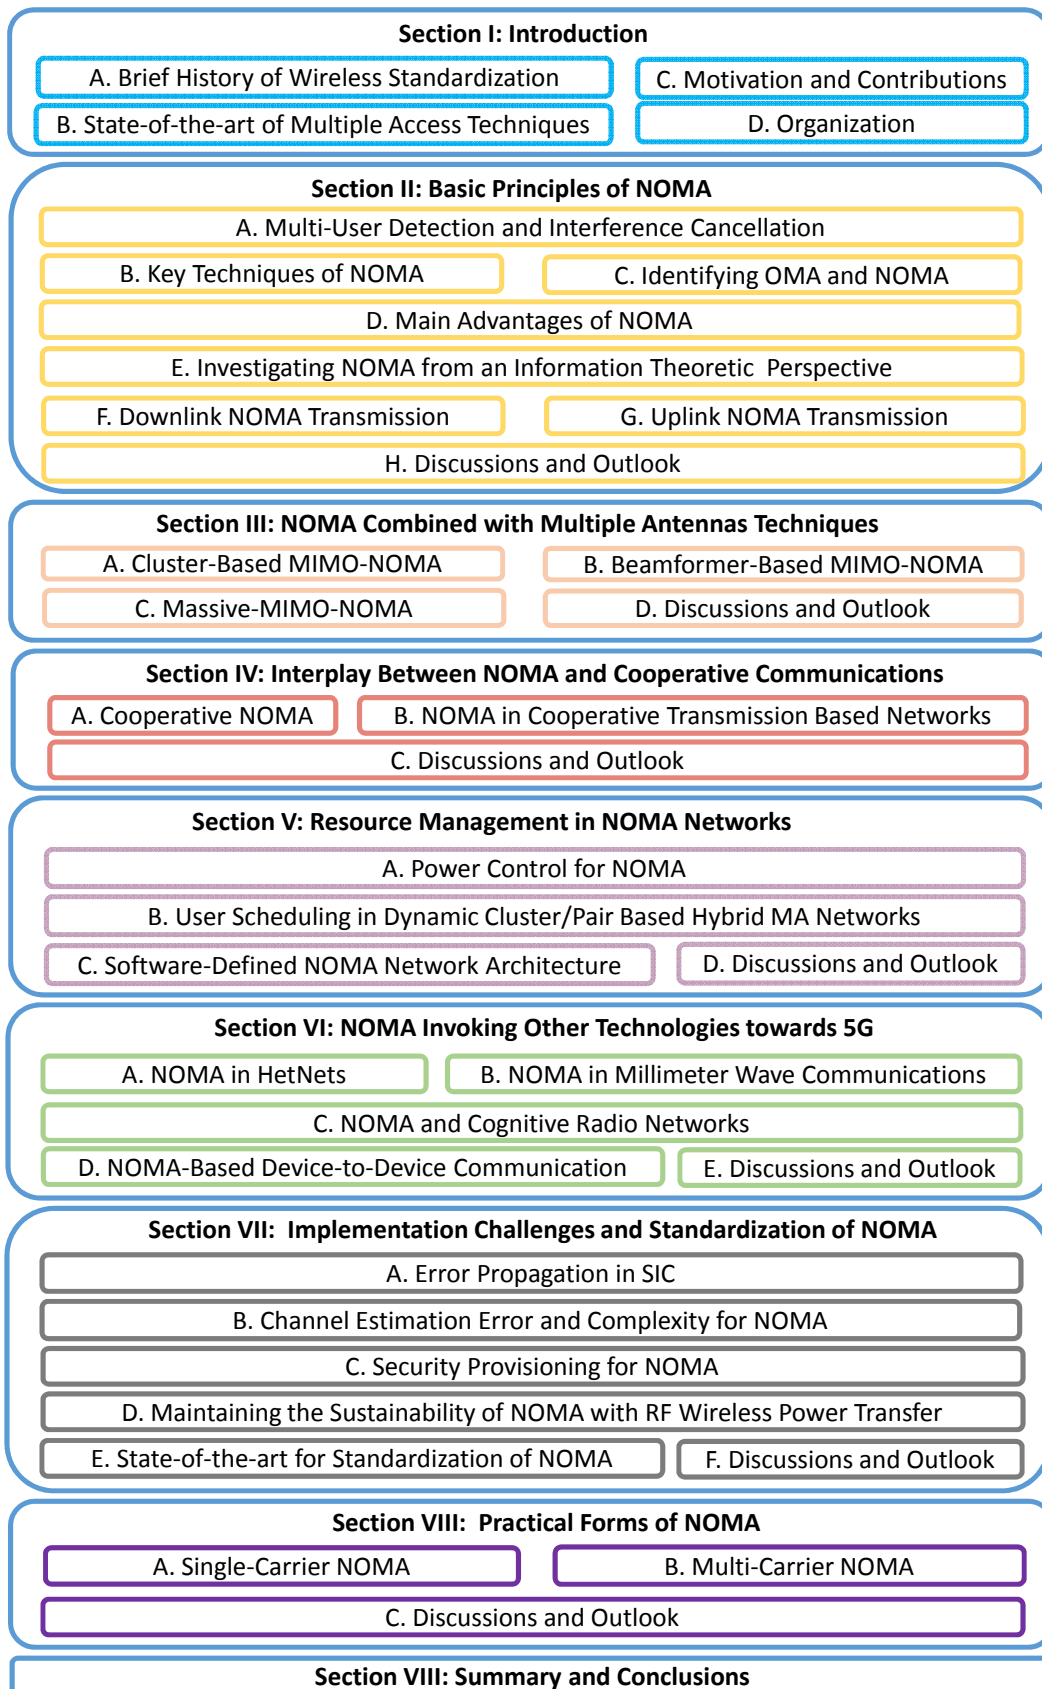 Section I: Introduction
A. Brief History of Wireless Standardization
C. Motivation and Contributions
B. State-of-the-art of Multiple Access Techniques
D. Organization
Section II: Basic Principles of NOMA
A. Multi-User Detection and Interference Cancellation
B. Key Techniques of NOMA
C. Identifying OMA and NOMA
D. Main Advantages of NOMA
E. Investigating NOMA from an Information Theoretic Perspective
F. Downlink NOMA Transmission
G. Uplink NOMA Transmission
H. Discussions and Outlook
Section III: NOMA Combined with Multiple Antennas Techniques
A. Cluster-Based MIMO-NOMA
B. Beamformer-Based MIMO-NOMA
C. Massive-MIMO-NOMA
D. Discussions and Outlook
Section IV: Interplay Between NOMA and Cooperative Communications
A. Cooperative NOMA
B. NOMA in Cooperative Transmission Based Networks
C. Discussions and Outlook
Section V: Resource Management in NOMA Networks
A. Power Control for NOMA
B. User Scheduling in Dynamic Cluster/Pair Based Hybrid MA Networks
C. Software-Defined NOMA Network Architecture
D. Discussions and Outlook
Section VI: NOMA Invoking Other Technologies towards 5G
A. NOMA in HetNets
B. NOMA in Millimeter Wave Communications
C. NOMA and Cognitive Radio Networks
D. NOMA-Based Device-to-Device Communication
E. Discussions and Outlook
Section VII: Implementation Challenges and Standardization of NOMA
A. Error Propagation in SIC
B. Channel Estimation Error and Complexity for NOMA
C. Security Provisioning for NOMA
D. Maintaining the Sustainability of NOMA with RF Wireless Power Transfer
E. State-of-the-art for Standardization of NOMA
F. Discussions and Outlook
Section VIII: Practical Forms of NOMA
A. Single-Carrier NOMA
B. Multi-Carrier NOMA
C. Discussions and Outlook
Section VIII: Summary and Conclusions